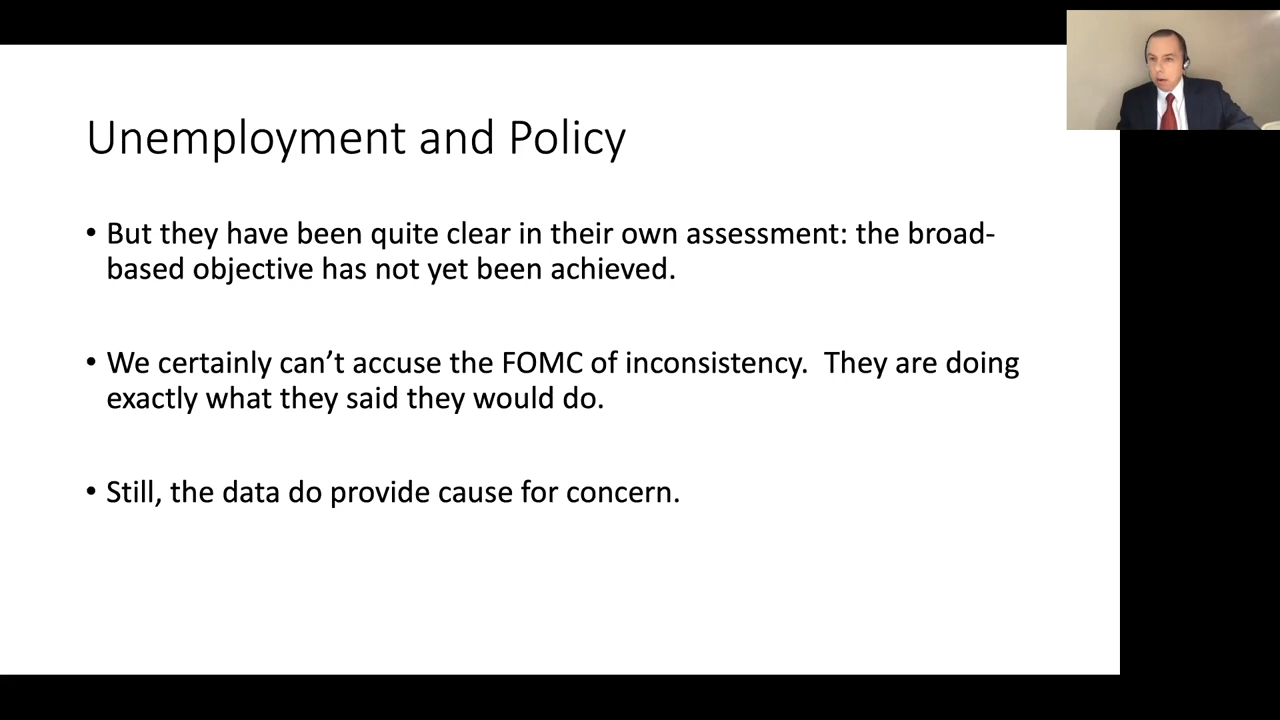 Unemployment and Policy
• But they have been quite clear in their own assessment: the broad-
based objective has not yet been achieved.
• We certainly can’t accuse the FOMC of inconsistency.  They are doing
exactly what they said they would do.
• Still, the data do provide cause for concern.